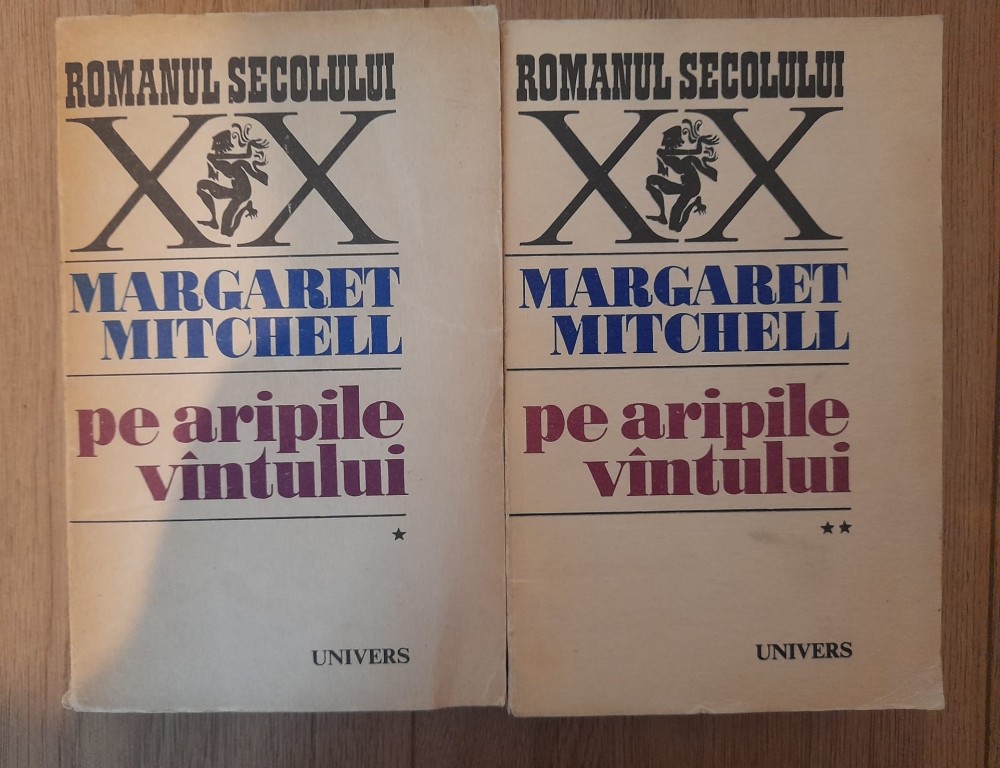 ROMANUL SECOLULUI
XX
MARGARET
MITCHELL
pe aripile
vîntului
★
UNIVERS
ROMANUL SECOLULUI
XX
MARGARET
MITCHELL
pe aripile
vîntului
★★
UNIVERS